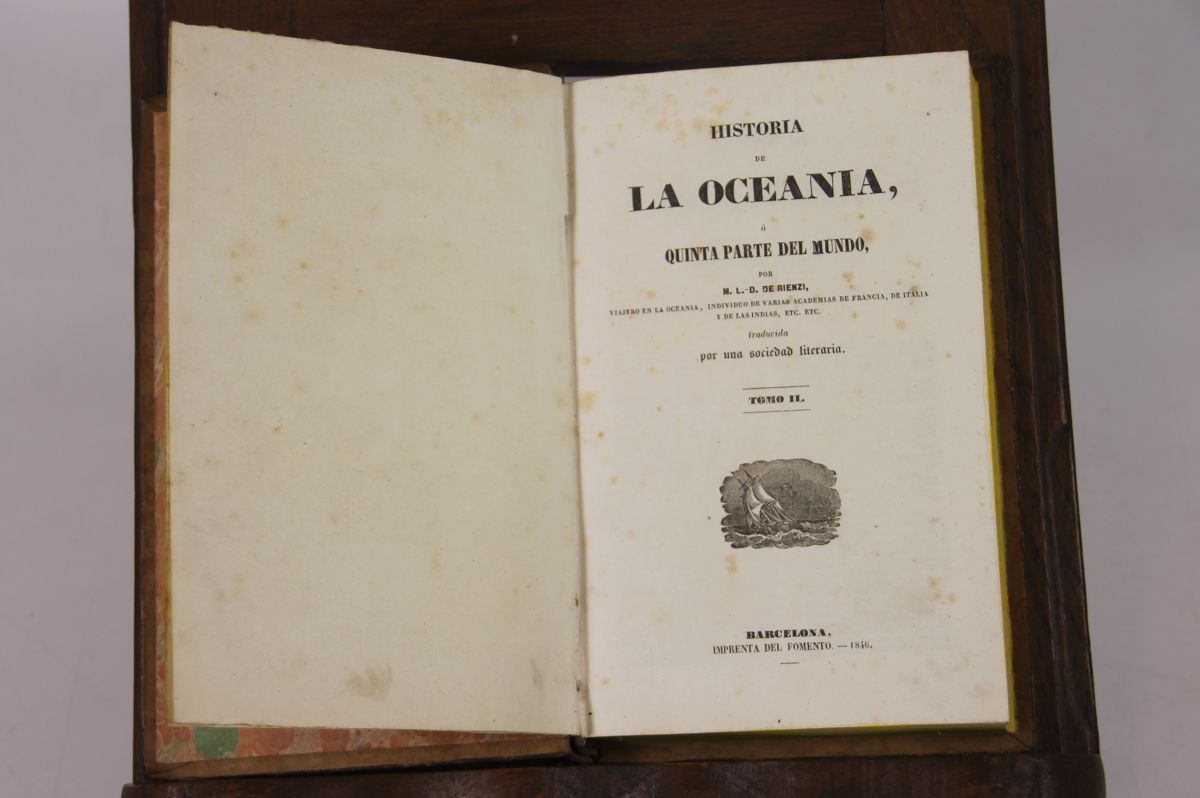 HISTORIA
DE
LA OCEANIA,
Ó
QUINTA PARTE DEL MUNDO,
POR
M. L.-D. DE RIENZI,
VIAJERO EN LA OCEANIA, INDIVIDUO DE VARIAS ACADEMIAS DE FRANCIA, DE ITALIA
Y DE LAS INDIAS, ETC. ETC.
traducida
por una sociedad literaria.
TOMO II.
BARCELONA,
IMPRENTA DEL FOMENTO. — 1846.